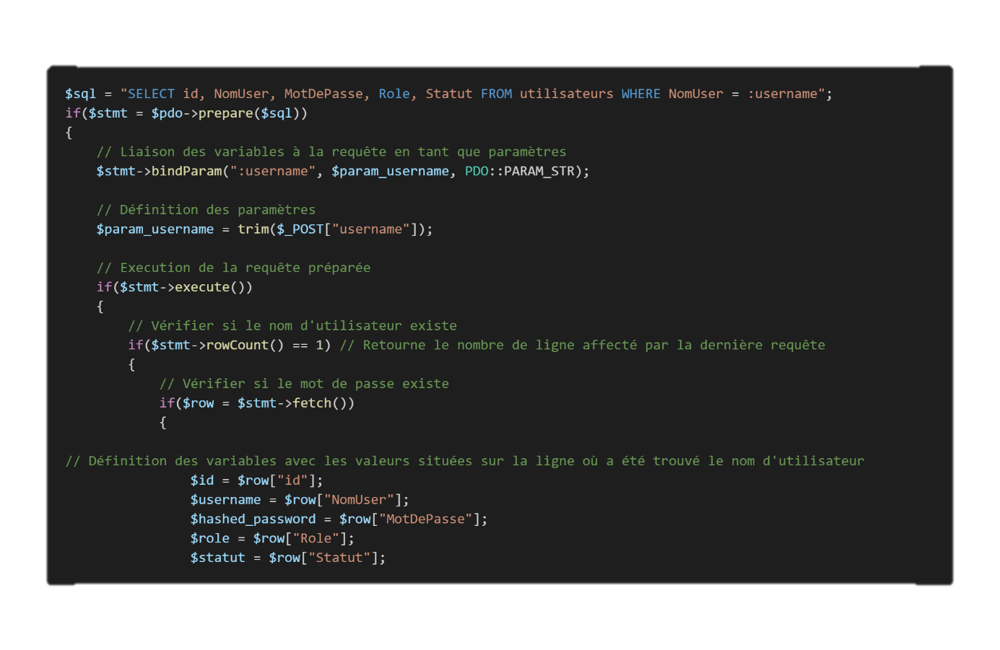 $sql = "SELECT id, NomUser, MotDePasse, Role, Statut FROM utilisateurs WHERE NomUser = :username";
if($stmt = $pdo->prepare($sql))
{
    // Liaison des variables à la requête en tant que paramètres
    $stmt->bindParam(":username", $param_username, PDO::PARAM_STR);

    // Définition des paramètres
    $param_username = trim($_POST["username"]);

    // Execution de la requête préparée
    if($stmt->execute())
    {
        // Vérifier si le nom d'utilisateur existe
        if($stmt->rowCount() == 1) // Retourne le nombre de ligne affecté par la dernière requête
        {
            // Vérifier si le mot de passe existe
            if($row = $stmt->fetch())
            {

// Définition des variables avec les valeurs situées sur la ligne où a été trouvé le nom d'utilisateur
                $id = $row["id"];
                $username = $row["NomUser"];
                $hashed_password = $row["MotDePasse"];
                $role = $row["Role"];
                $statut = $row["Statut"];